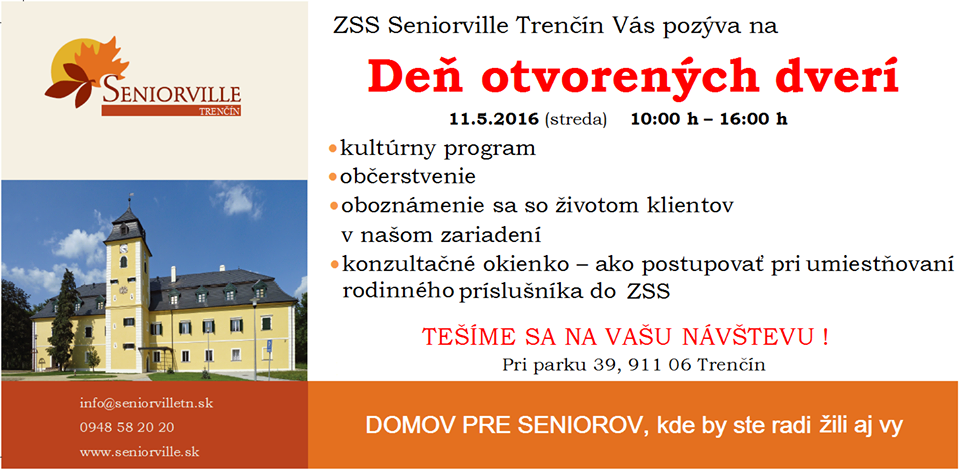 SENIORVILLE
TRENČÍN
ZSS Seniorville Trenčín Vás pozýva na
Deň otvorených dverí
11.5.2016 (streda) 10:00 h – 16:00 h
•kultúrny program
•občerstvenie
•oboznámenie sa so životom klientov
v našom zariadení
•konzultačné okienko – ako postupovať pri umiestňovaní
rodinného príslušníka do ZSS
TEŠÍME SA NA VAŠU NÁVŠTEVU !
Pri parku 39, 911 06 Trenčín
info@seniorvilletn.sk
0948 58 20 20
www.seniorville.sk
DOMOV PRE SENIOROV, kde by ste radi žili aj vy